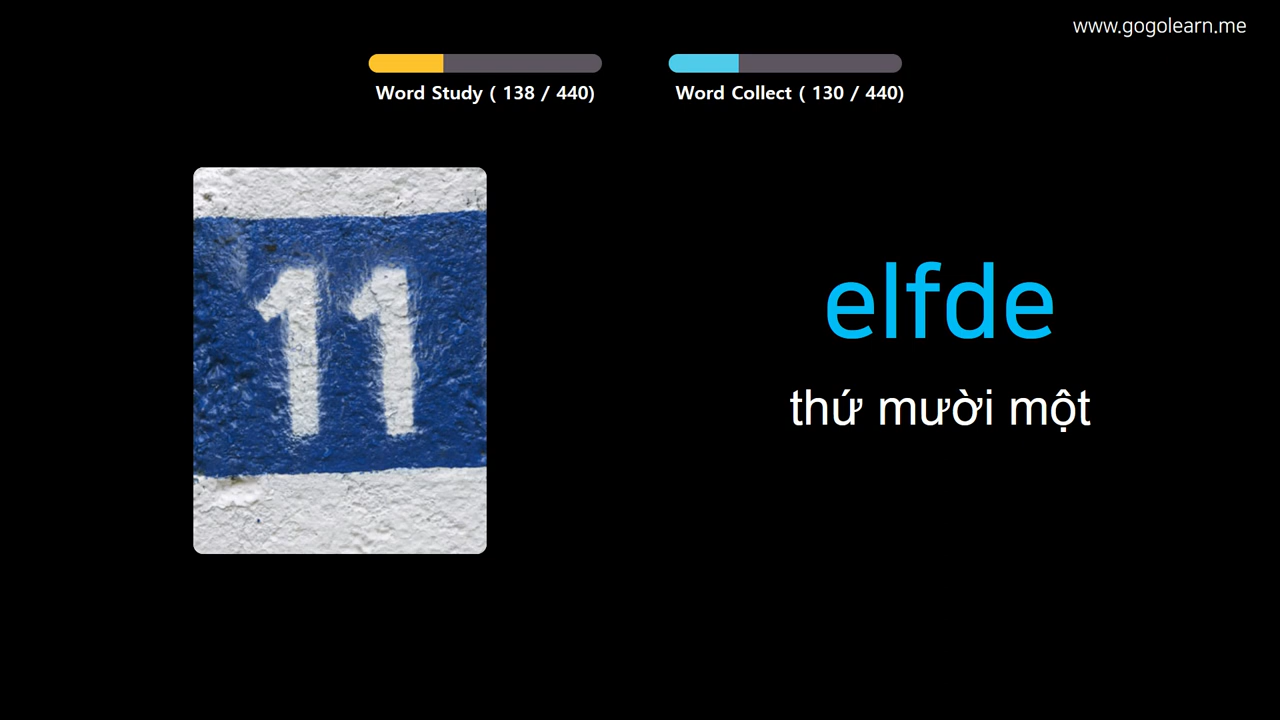 www.gogolearn.me
Word Study ( 138 / 440)
Word Collect ( 130 / 440)
11
elfde
thứ mười một